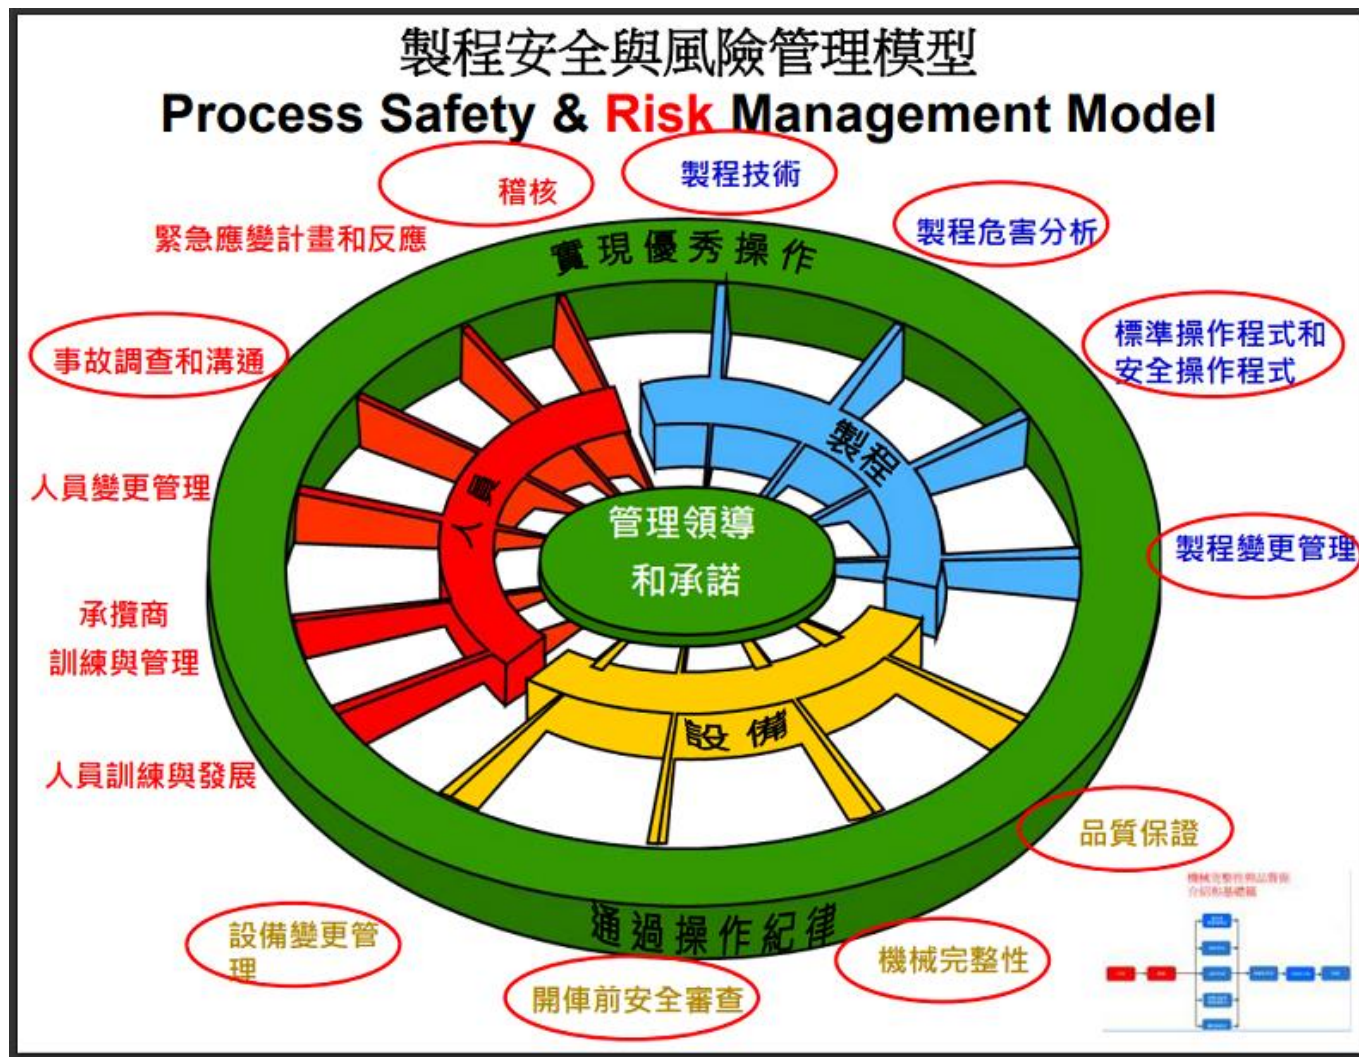 製程安全與風險管理模型
Process Safety & Risk Management Model
稽核
製程技術
緊急應變計畫和反應
製程危害分析
實現優秀操作
標準操作程式和
安全操作程式
事故調查和溝通
製程
人員變更管理
人員
管理領導
和承諾
製程變更管理
承攬商
訓練與管理
設備
人員訓練與發展
品質保證
通過操作紀律
設備變更管
理
機械完整性
開俥前安全審查